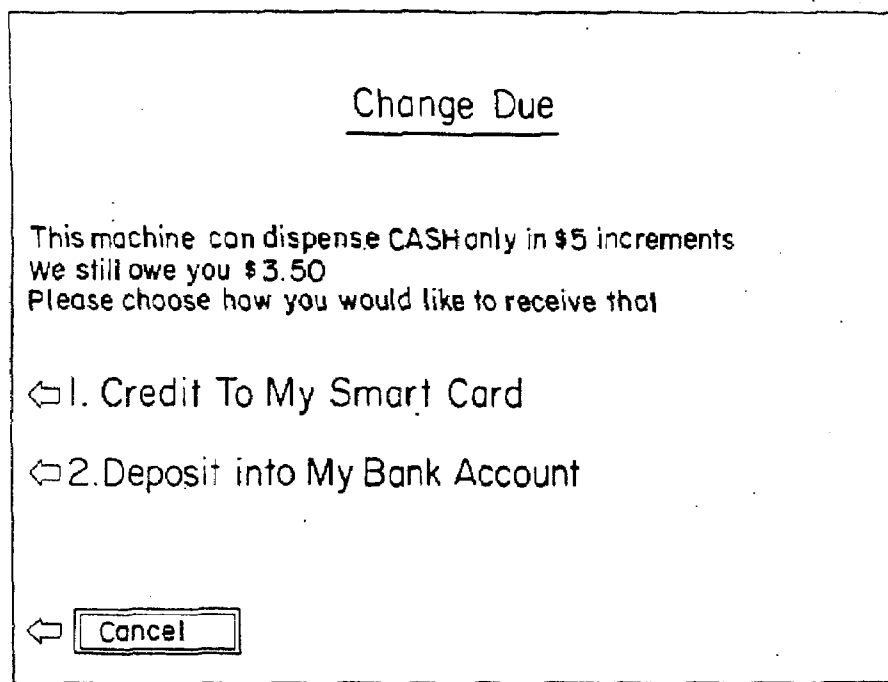 Change Due
This machine can dispense CASH only in $5 increments
We still owe you $3.50
Please choose how you would like to receive that
1. Credit To My Smart Card
2. Deposit into My Bank Account
Cancel